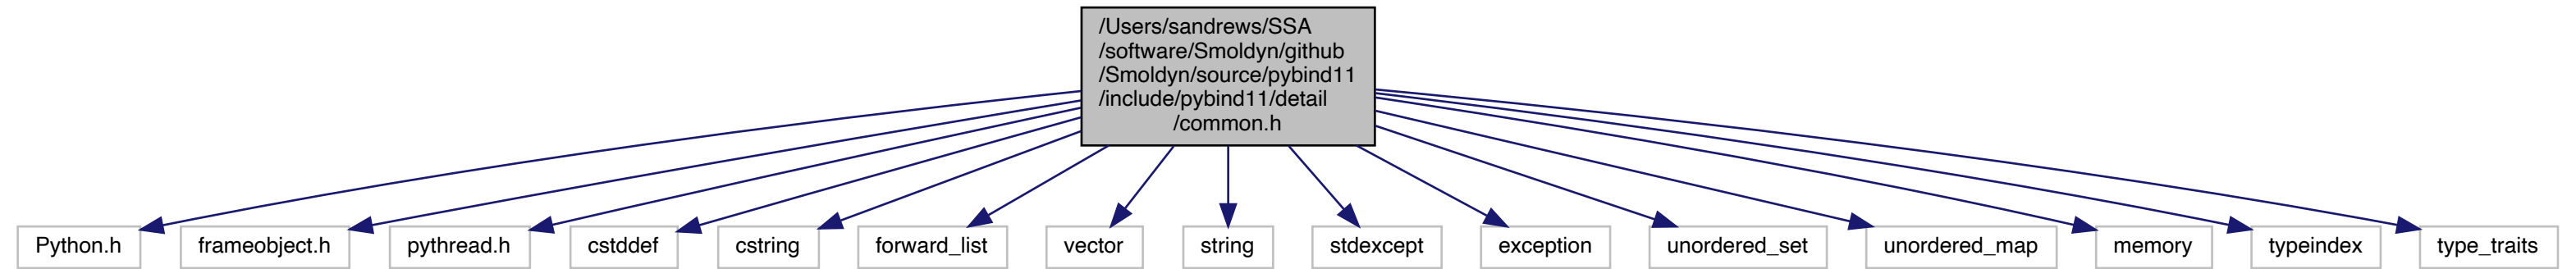 /Users/sandrews/SSA
/software/Smoldyn/github
/Smoldyn/source/pybind11
/include/pybind11/detail
/common.h
Python.h
frameobject.h
pythread.h
cstddef
cstring
forward_list
vector
string
stdexcept
exception
unordered_set
unordered_map
memory
typeindex
type_traits